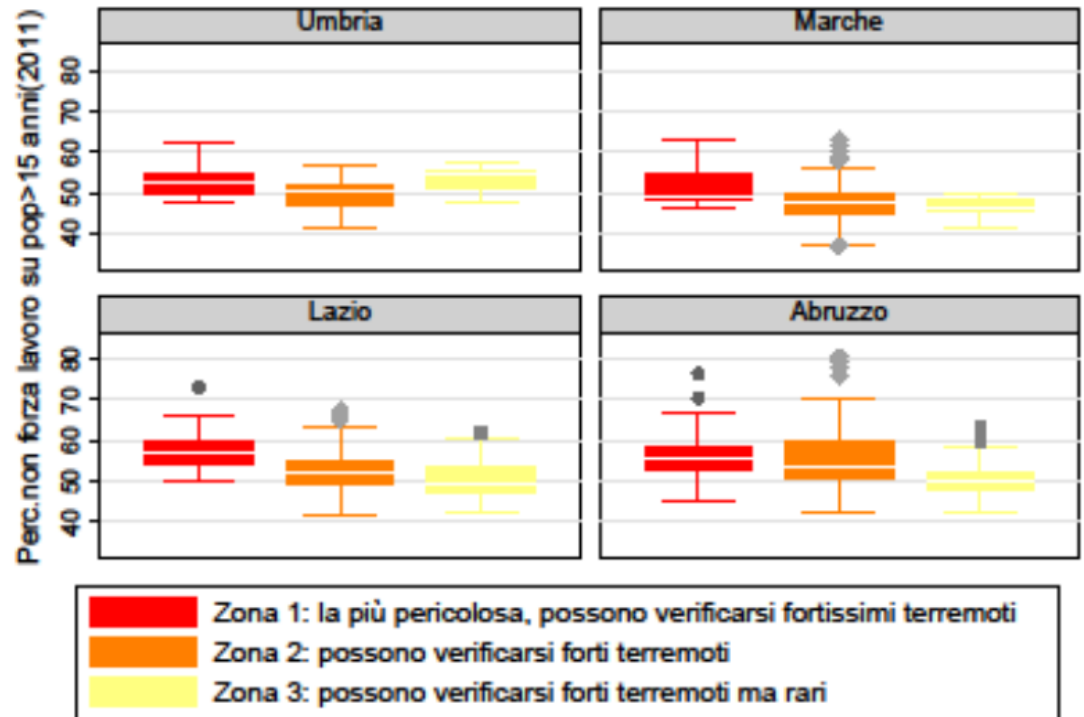 Perc.non forza lavoro su pop>15 anni(2011)
Umbria
Marche
80
70
60
50
40
Lazio
Abruzzo
80
70
60
50
40
Zona 1: la più pericolosa, possono verificarsi fortissimi terremoti
Zona 2: possono verificarsi forti terremoti
Zona 3: possono verificarsi forti terremoti ma rari